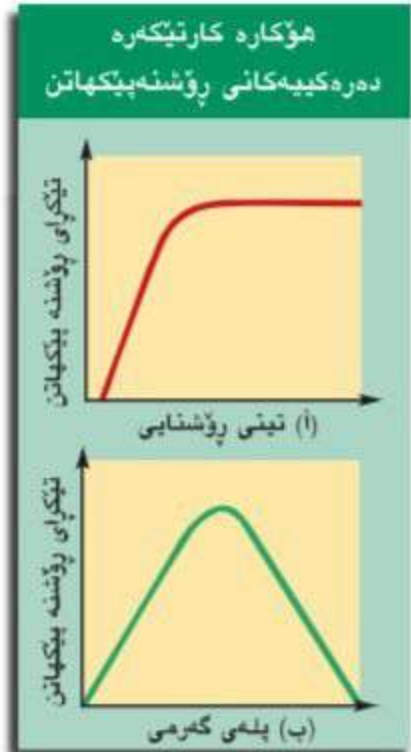 هۆکارە کارتێکەرە
دەرەکییەکانی ڕۆشنەپێکهاتن
تێکڕای ڕۆشنە پێکهاتن
(أ) تینی ڕۆشنایی
تێکڕای ڕۆشنە پێکهاتن
(ب) پلەی گەرمی